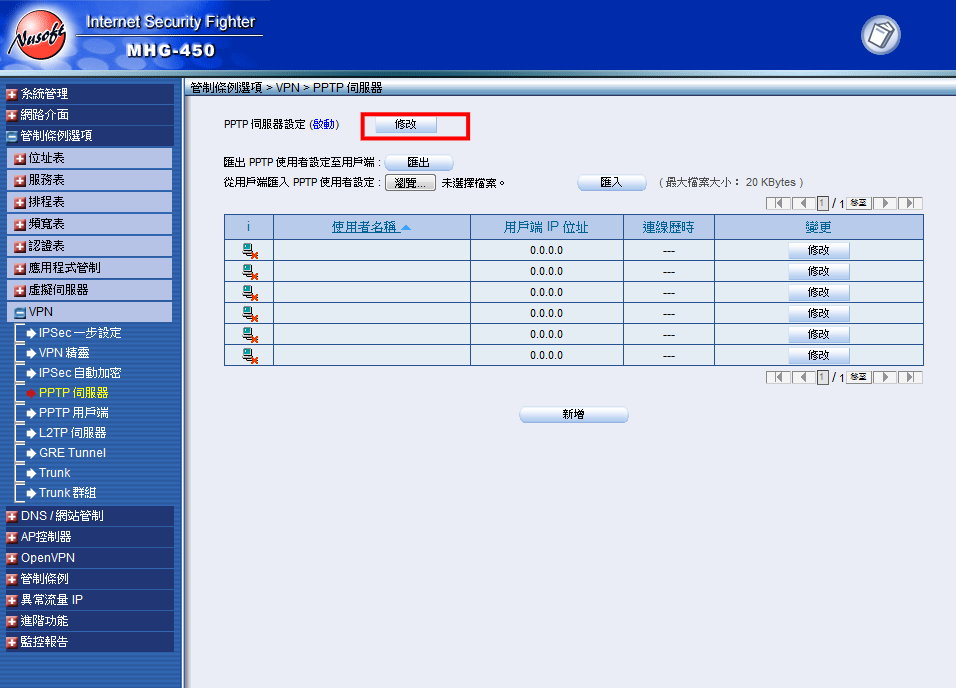 Nusoft
Internet Security Fighter
MHG-450
管制條例選項 > VPN > PPTP 伺服器
系統管理
網路介面
管制條例選項
位址表
服務表
排程表
頻寬表
認證表
應用程式管制
虛擬伺服器
VPN
IPSec 一步設定
VPN 精靈
IPSec 自動加密
PPTP 伺服器
PPTP 用戶端
L2TP 伺服器
GRE Tunnel
Trunk
Trunk 群組
DNS / 網站管制
AP控制器
OpenVPN
管制條例
異常流量 IP
進階功能
監控報告
PPTP 伺服器設定 (啟動) 修改
匯出 PPTP 使用者設定至用戶端 : 匯出
從用戶端匯入 PPTP 使用者設定 : 瀏覽... 未選擇檔案。 匯入 ( 最大檔案大小： 20 KBytes )
1 / 1 移至
i 使用者名稱 用戶端 IP 位址 連線歷時 變更
0.0.0.0 --- 修改
0.0.0.0 --- 修改
0.0.0.0 --- 修改
0.0.0.0 --- 修改
0.0.0.0 --- 修改
0.0.0.0 --- 修改
1 / 1 移至
新增